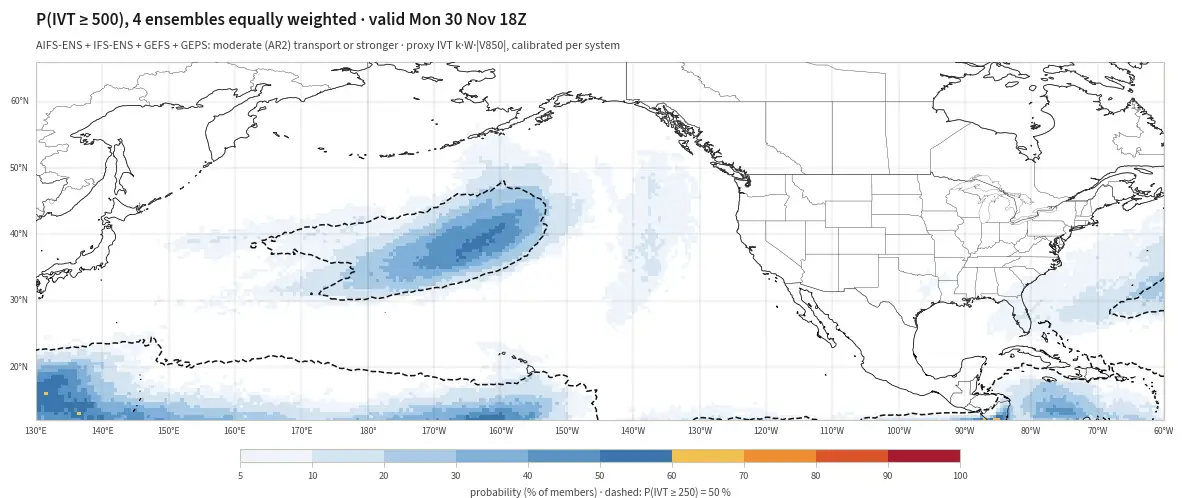 P(IVT ≥ 500), 4 ensembles equally weighted · valid Mon 30 Nov 18Z
AIFS-ENS + IFS-ENS + GEFS + GEPS: moderate (AR2) transport or stronger · proxy IVT k·W·|V850|, calibrated per system
60°N
50°N
40°N
30°N
20°N
130°E 140°E 150°E 160°E 170°E 180° 170°W 160°W 150°W 140°W 130°W 120°W 110°W 100°W 90°W 80°W 70°W 60°W
5 10 20 30 40 50 60 70 80 90 100
probability (% of members) · dashed: P(IVT ≥ 250) = 50 %